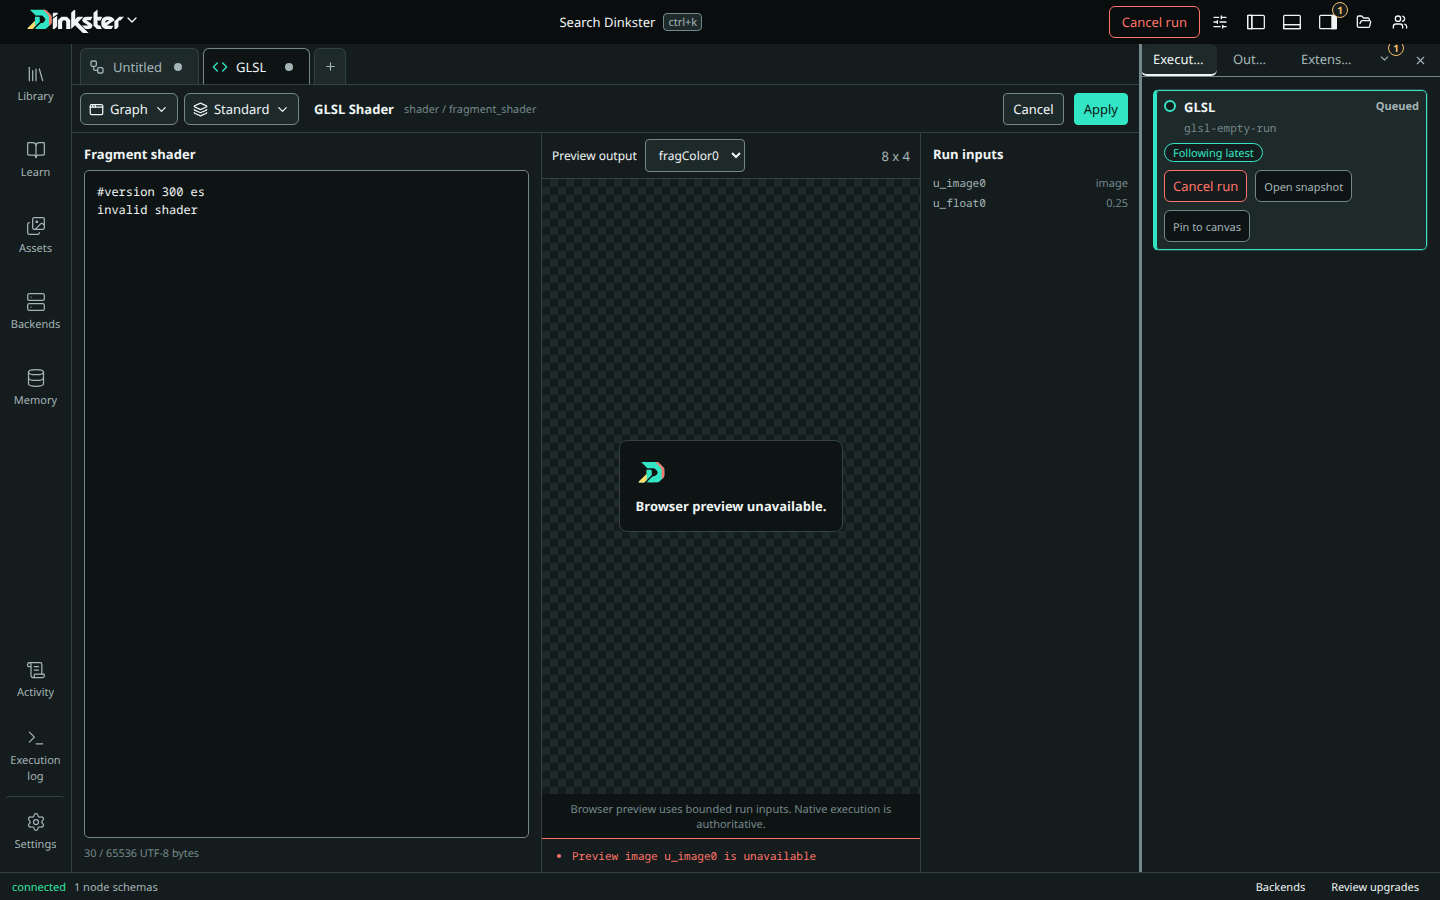 Dinkster
Search Dinkster ctrl+k
Cancel run
1
Library
Learn
Assets
Backends
Memory
Activity
Execution
log
Settings
Untitled
GLSL
+
Graph
Standard
GLSL Shader
shader / fragment_shader
Cancel
Apply
Fragment shader
#version 300 es
invalid shader
30 / 65536 UTF-8 bytes
Preview output
fragColor0
8 x 4
Browser preview unavailable.
Browser preview uses bounded run inputs. Native execution is
authoritative.
• Preview image u_image0 is unavailable
Run inputs
u_image0 image
u_float0 0.25
Execut...
Out...
Extens...
1
GLSL Queued
glsl-empty-run
Following latest
Cancel run
Open snapshot
Pin to canvas
connected 1 node schemas
Backends
Review upgrades